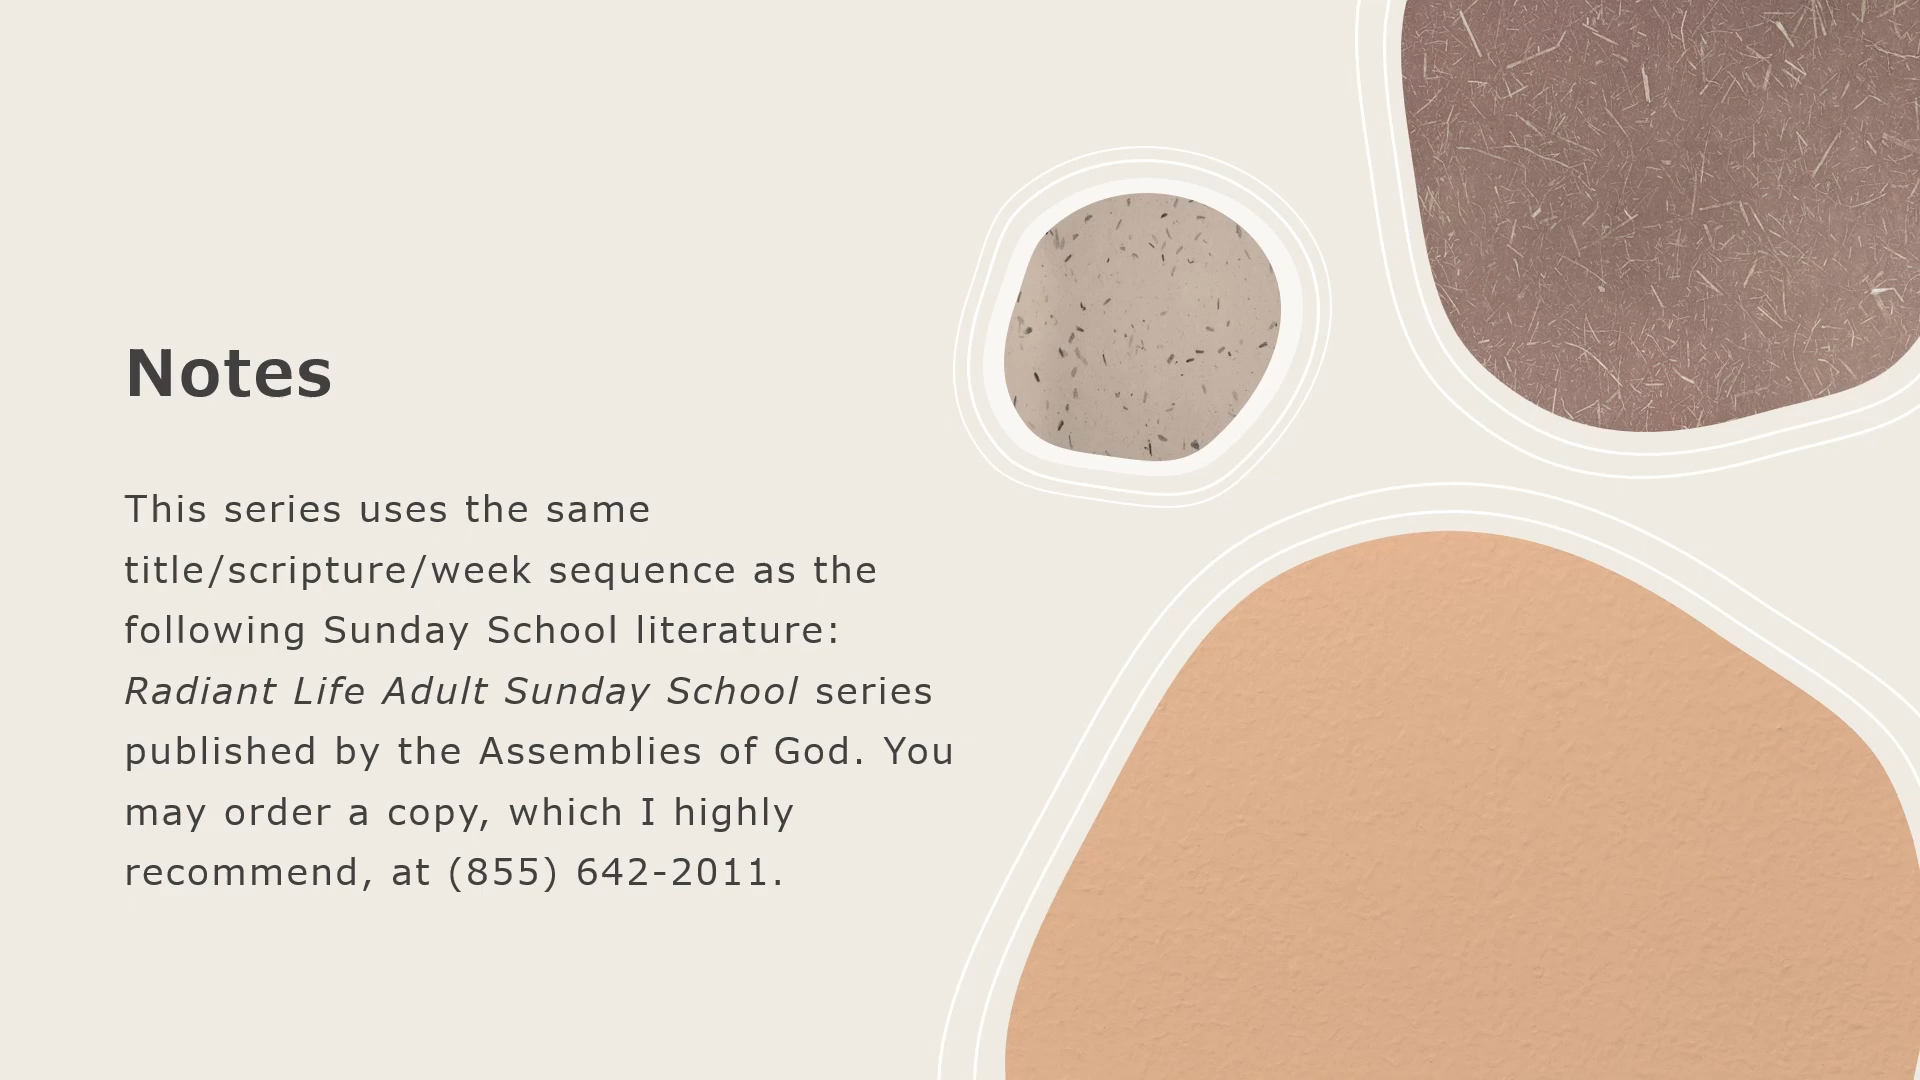 Notes
This series uses the same
title/scripture/week sequence as the
following Sunday School literature:
Radiant Life Adult Sunday School series
published by the Assemblies of God. You
may order a copy, which I highly
recommend, at (855) 642-2011.